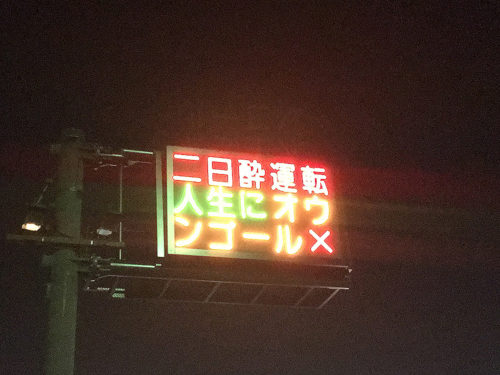 二日酔運転
人生にオウ
ンゴール×